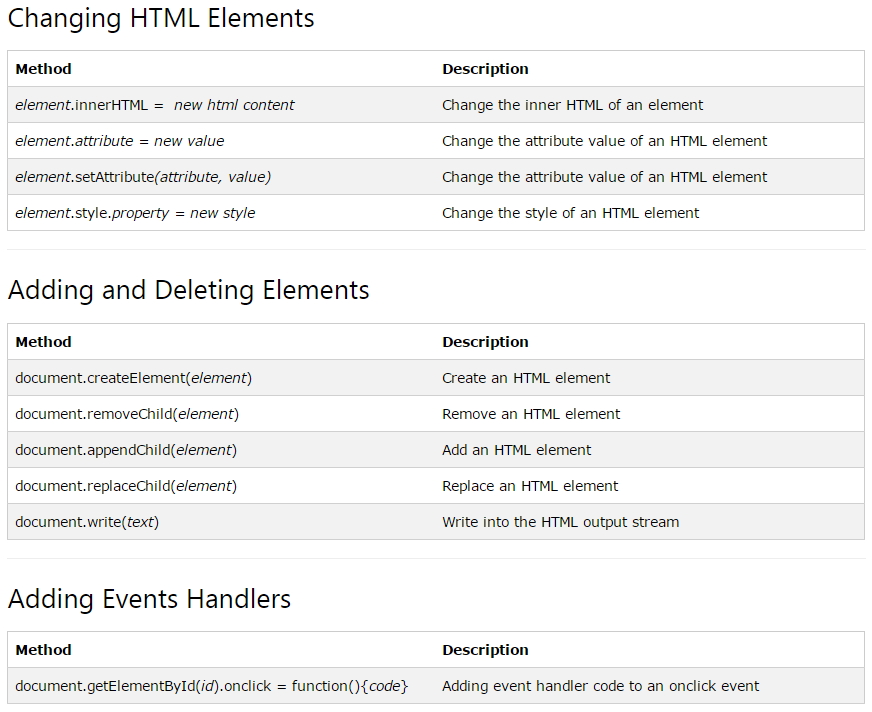 Changing HTML Elements
Method Description
element.innerHTML =  new html content Change the inner HTML of an element
element.attribute = new value Change the attribute value of an HTML element
element.setAttribute(attribute, value) Change the attribute value of an HTML element
element.style.property = new style Change the style of an HTML element
Adding and Deleting Elements
Method Description
document.createElement(element) Create an HTML element
document.removeChild(element) Remove an HTML element
document.appendChild(element) Add an HTML element
document.replaceChild(element) Replace an HTML element
document.write(text) Write into the HTML output stream
Adding Events Handlers
Method Description
document.getElementById(id).onclick = function(){code} Adding event handler code to an onclick event